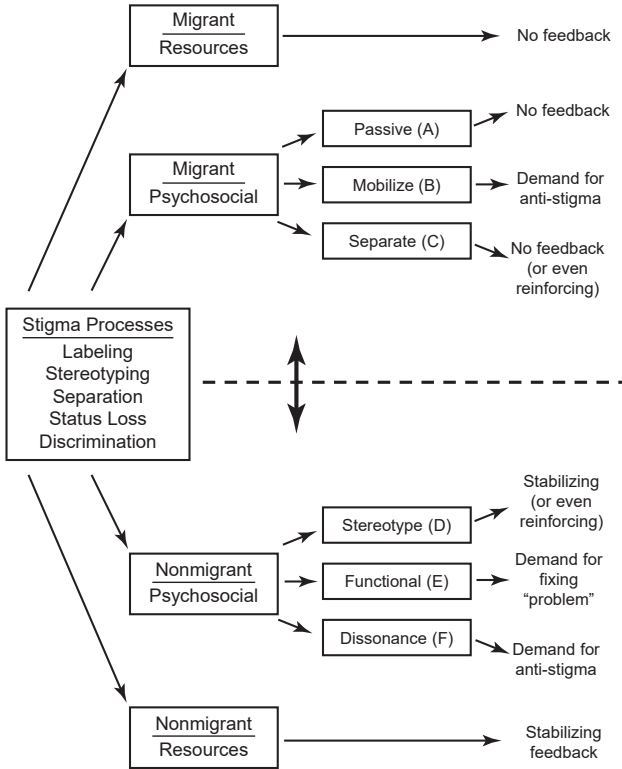 Migrant
Resources
No feedback
Migrant
Psychosocial
Passive (A)
No feedback
Mobilize (B)
Demand for
anti-stigma
Separate (C)
No feedback
(or even
reinforcing)
Stigma Processes
Labeling
Stereotyping
Separation
Status Loss
Discrimination
Nonmigrant
Psychosocial
Stereotype (D)
Stabilizing
(or even
reinforcing)
Functional (E)
Demand for
fixing
“problem”
Dissonance (F)
Demand for
anti-stigma
Nonmigrant
Resources
Stabilizing
feedback